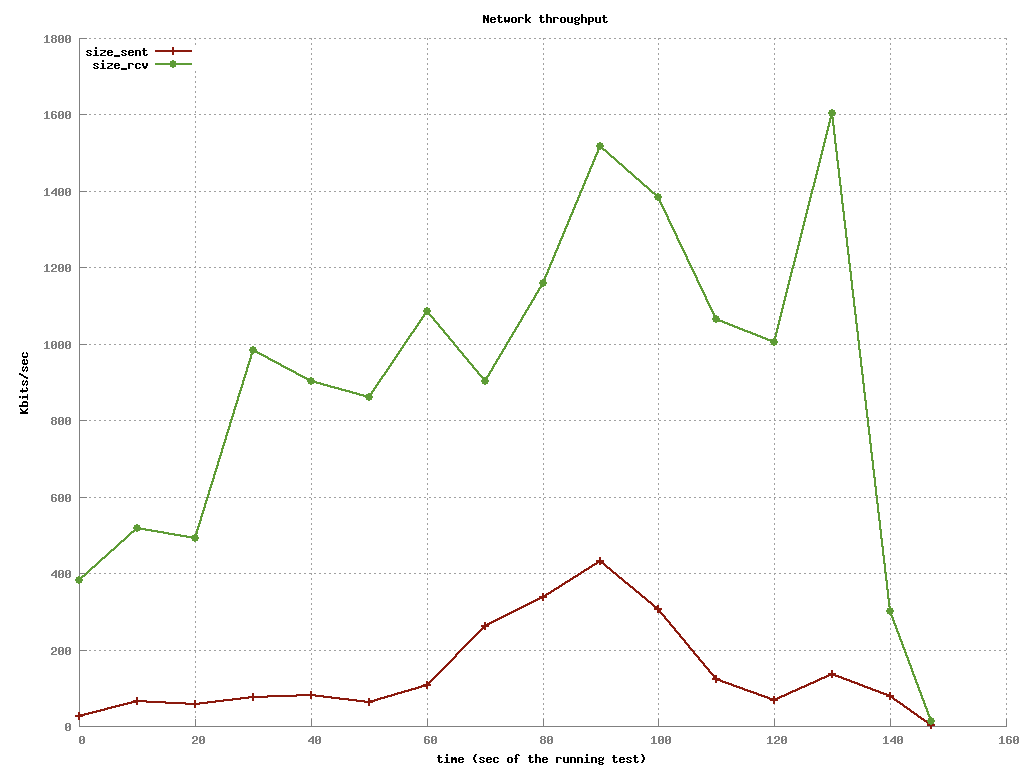 Network throughput
size_sent
size_rcv
1800
1600
1400
1200
1000
800
600
400
200
0
Kbits/sec
0 20 40 60 80 100 120 140 160
time (sec of the running test)